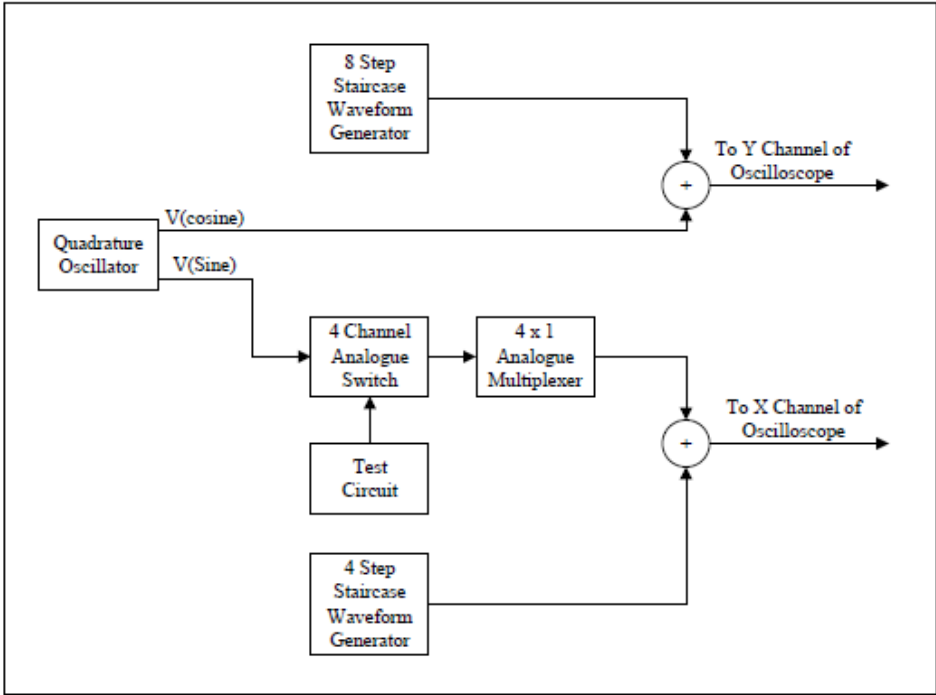 8 Step
Staircase
Waveform
Generator
To Y Channel of
Oscilloscope
+
V(cosine)
Quadrature
Oscillator
V(Sine)
4 Channel
Analogue
Switch
4 x 1
Analogue
Multiplexer
To X Channel of
Oscilloscope
+
Test
Circuit
4 Step
Staircase
Waveform
Generator